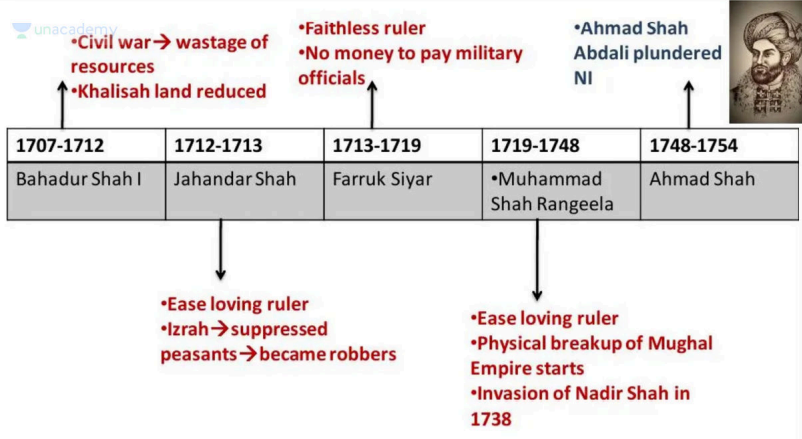 unacademy
•Civil war→ wastage of
resources
•Khalisah land reduced
•Faithless ruler
•No money to pay military
officials
•Ahmad Shah
Abdali plundered
NI
1707-1712 1712-1713 1713-1719 1719-1748 1748-1754
Bahadur Shah I Jahandar Shah Farruk Siyar •Muhammad Ahmad Shah
Shah Rangeela
•Ease loving ruler
•Izrah→suppressed
peasants→became robbers
•Ease loving ruler
•Physical breakup of Mughal
Empire starts
•Invasion of Nadir Shah in
1738